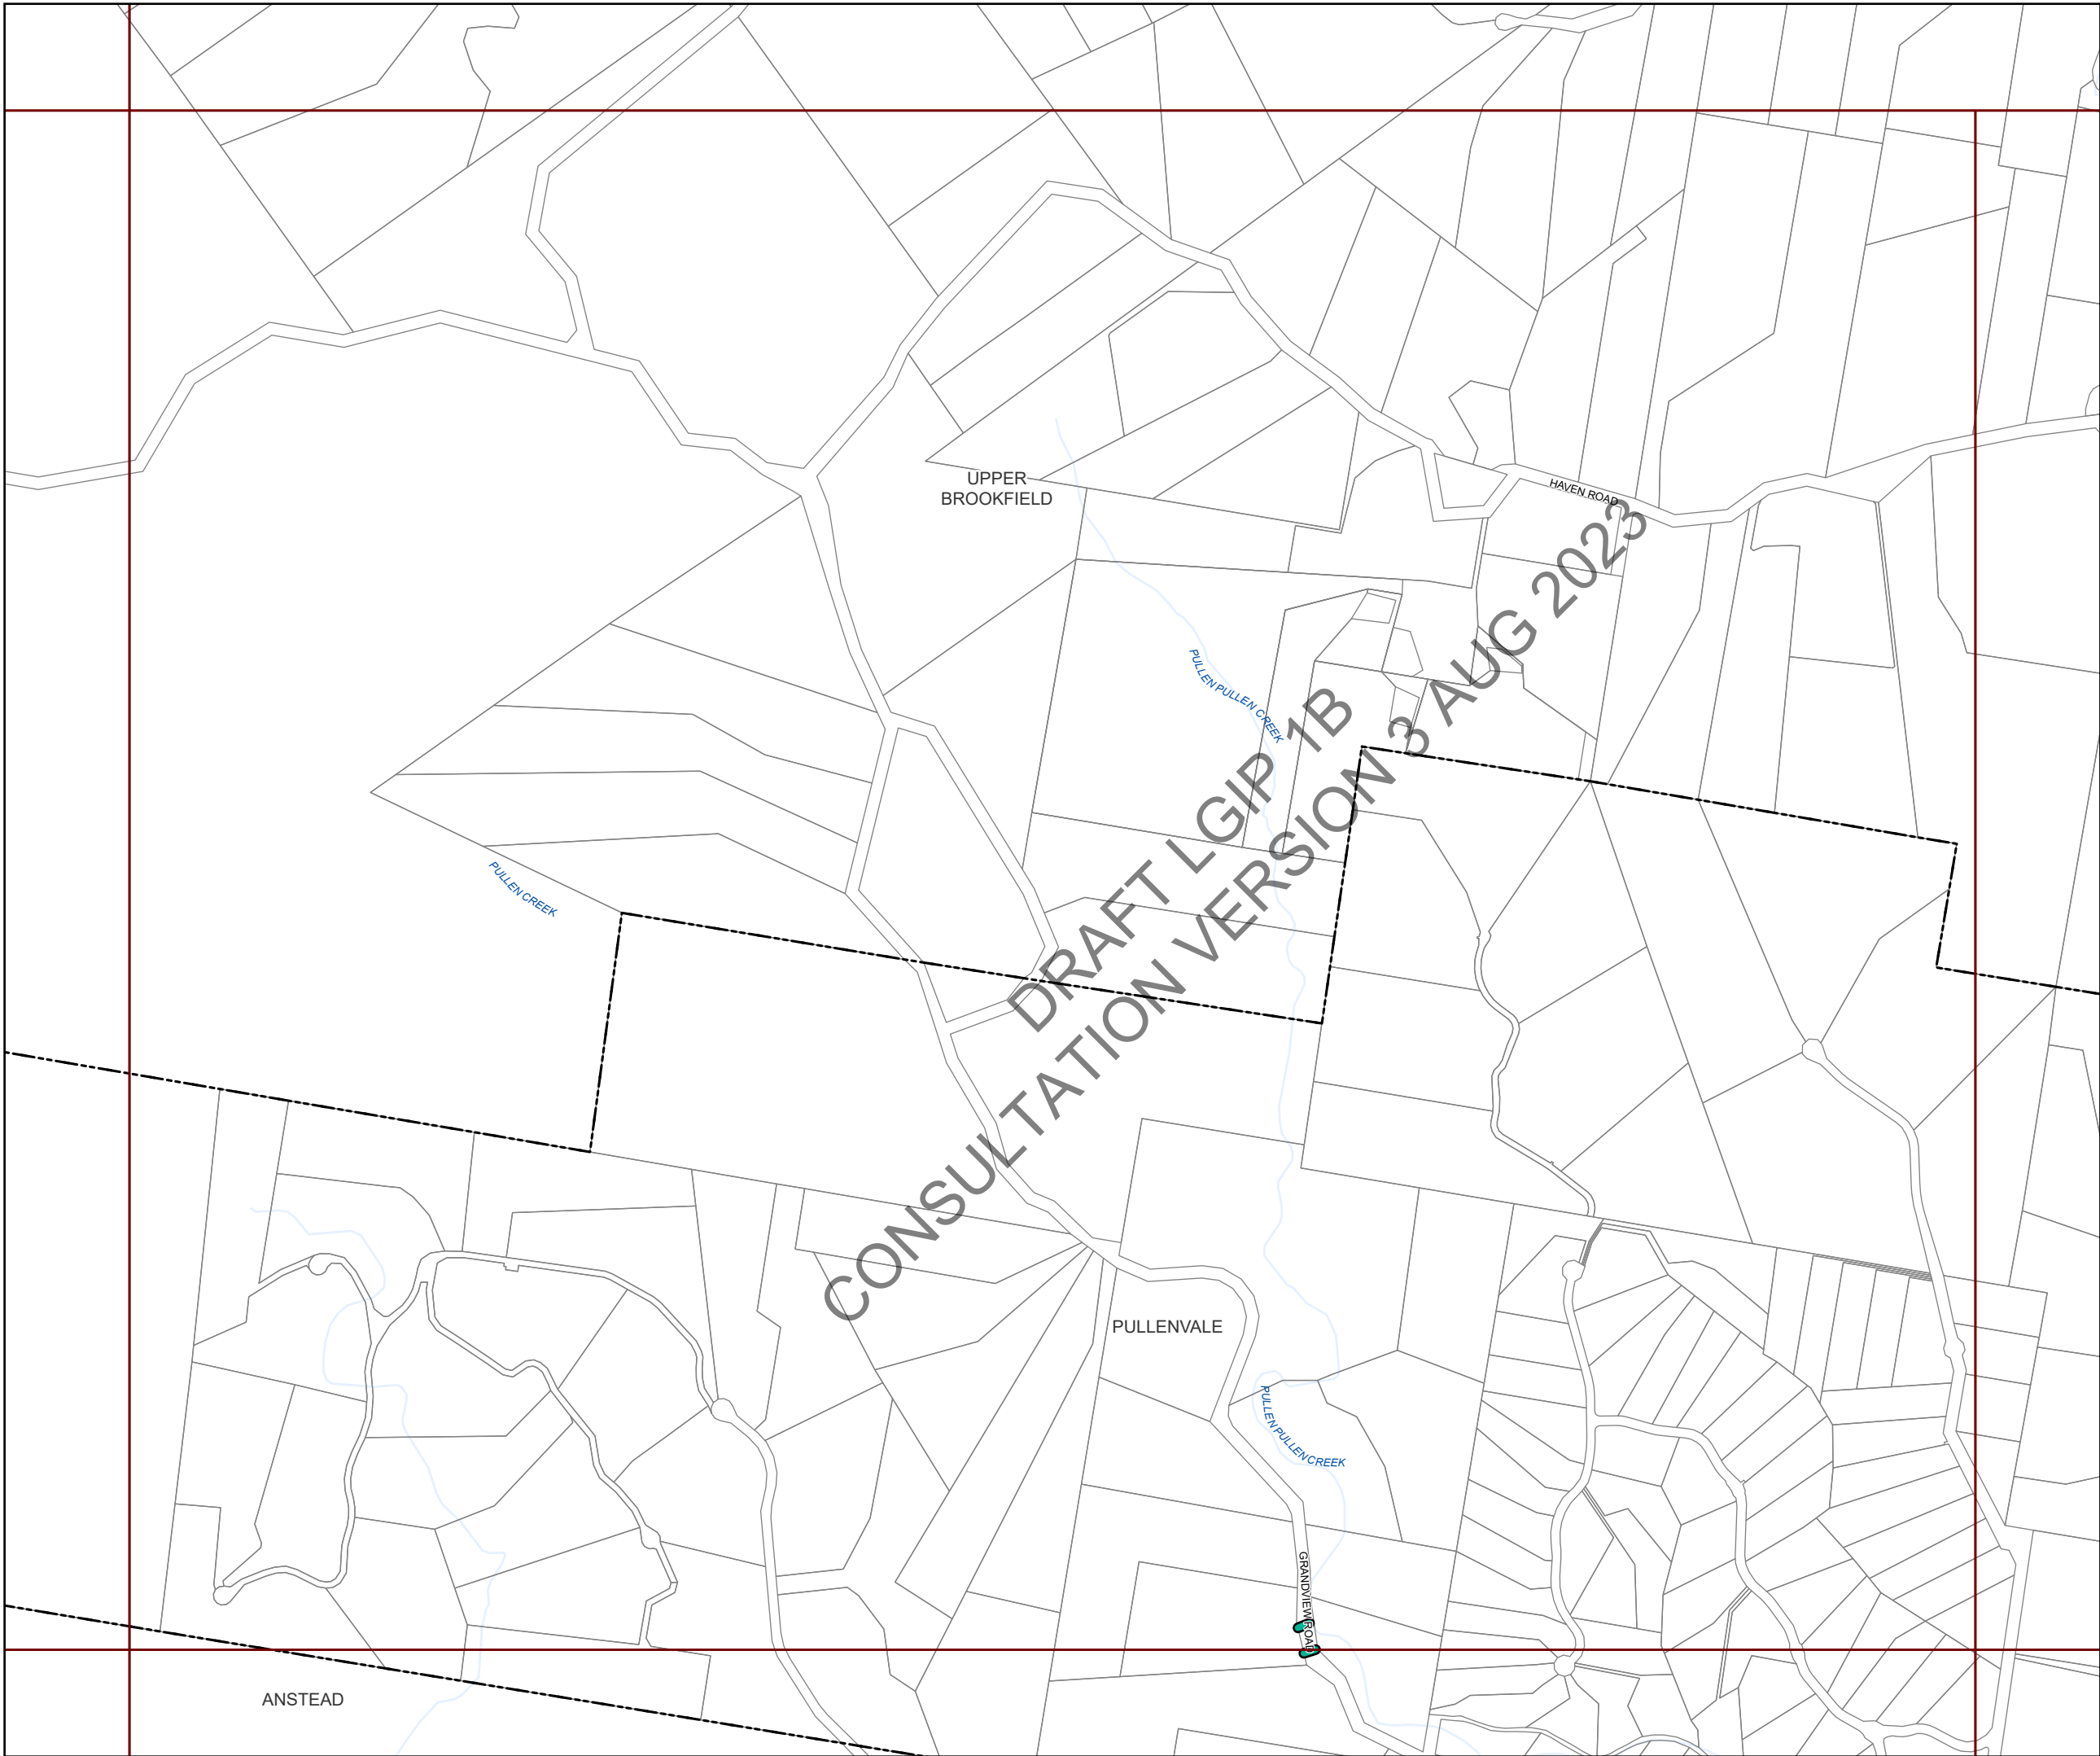 UPPER
BROOKFIELD
HAVEN ROAD
PULLEN PULLEN CREEK
DRAFT LGIP 1B
CONSULTATION VERSION 3 AUG 2023
PULLEN CREEK
PULLENVALE
PULLEN PULLEN CREEK
GRANDVIEW ROAD
ANSTEAD